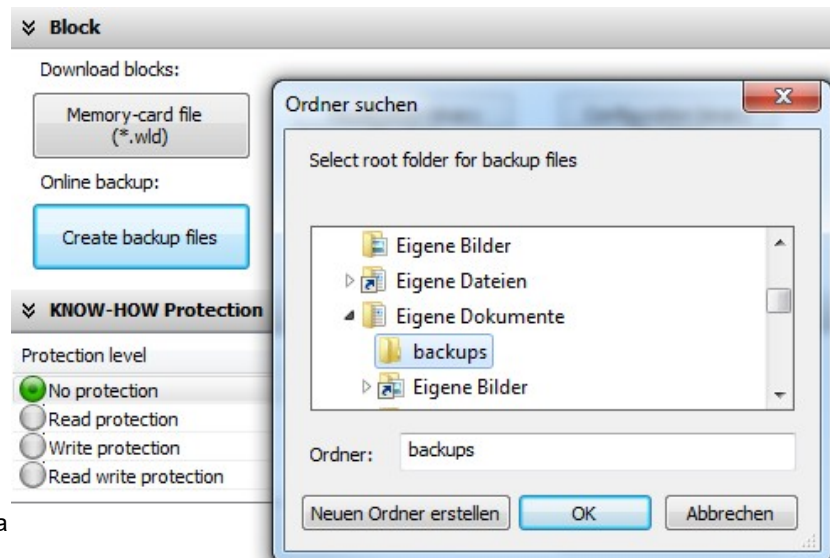 Block
Download blocks:
Memory-card file
(*.wld)
Online backup:
Create backup files
KNOW-HOW Protection
Protection level
No protection
Read protection
Write protection
Read write protection
a
Ordner suchen
Select root folder for backup files
Eigene Bilder
Eigene Dateien
Eigene Dokumente
backups
Eigene Bilder
Ordner: backups
Neuen Ordner erstellen OK Abbrechen